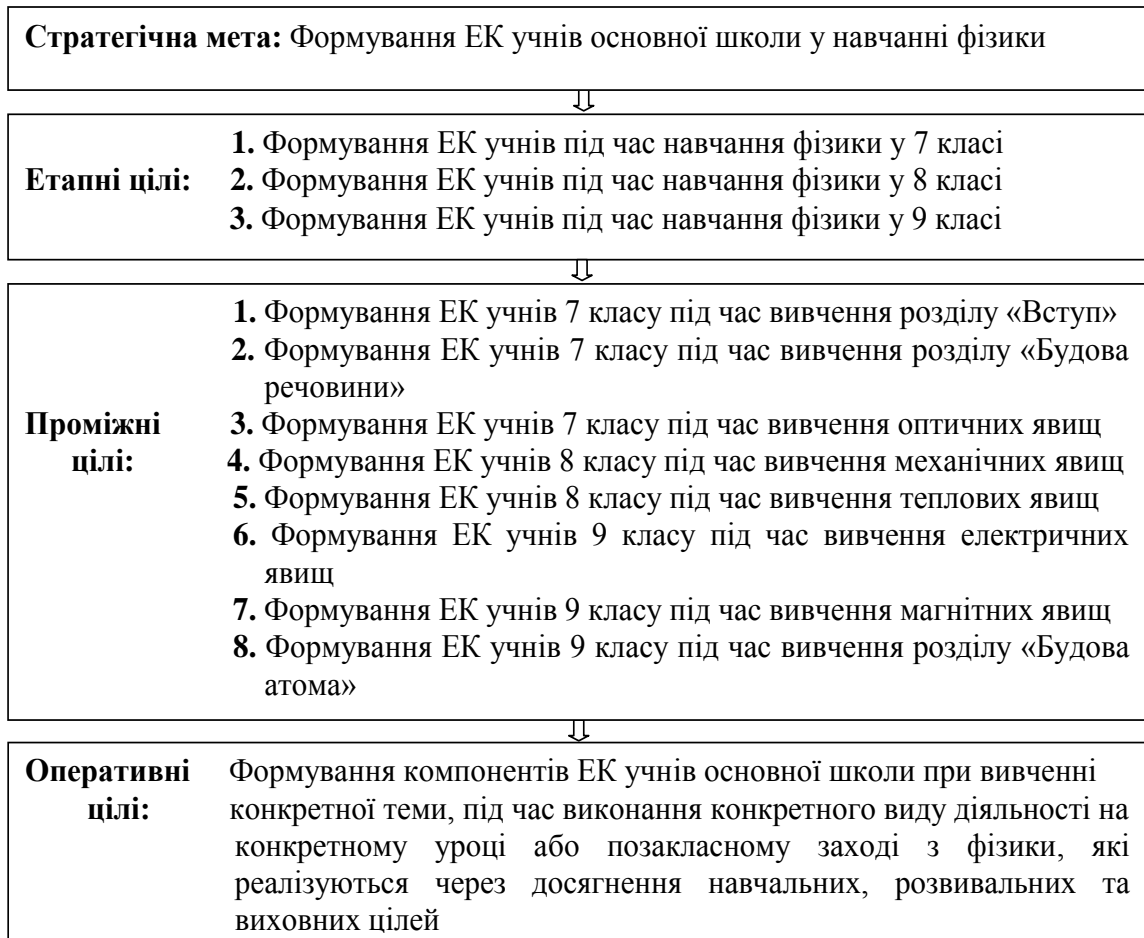 Стратегічна мета: Формування ЕК учнів основної школи у навчанні фізики
1. Формування ЕК учнів під час навчання фізики у 7 класі
Етапні цілі: 2. Формування ЕК учнів під час навчання фізики у 8 класі
3. Формування ЕК учнів під час навчання фізики у 9 класі
1. Формування ЕК учнів 7 класу під час вивчення розділу «Вступ»
2. Формування ЕК учнів 7 класу під час вивчення розділу «Будова
речовини»
Проміжні 3. Формування ЕК учнів 7 класу під час вивчення оптичних явищ
цілі: 4. Формування ЕК учнів 8 класу під час вивчення механічних явищ
5. Формування ЕК учнів 8 класу під час вивчення теплових явищ
6. Формування ЕК учнів 9 класу під час вивчення електричних
явищ
7. Формування ЕК учнів 9 класу під час вивчення магнітних явищ
8. Формування ЕК учнів 9 класу під час вивчення розділу «Будова
атома»
Оперативні Формування компонентів ЕК учнів основної школи при вивченні
цілі: конкретної теми, під час виконання конкретного виду діяльності на
конкретному уроці або позакласному заході з фізики, які
реалізуються через досягнення навчальних, розвивальних та
виховних цілей